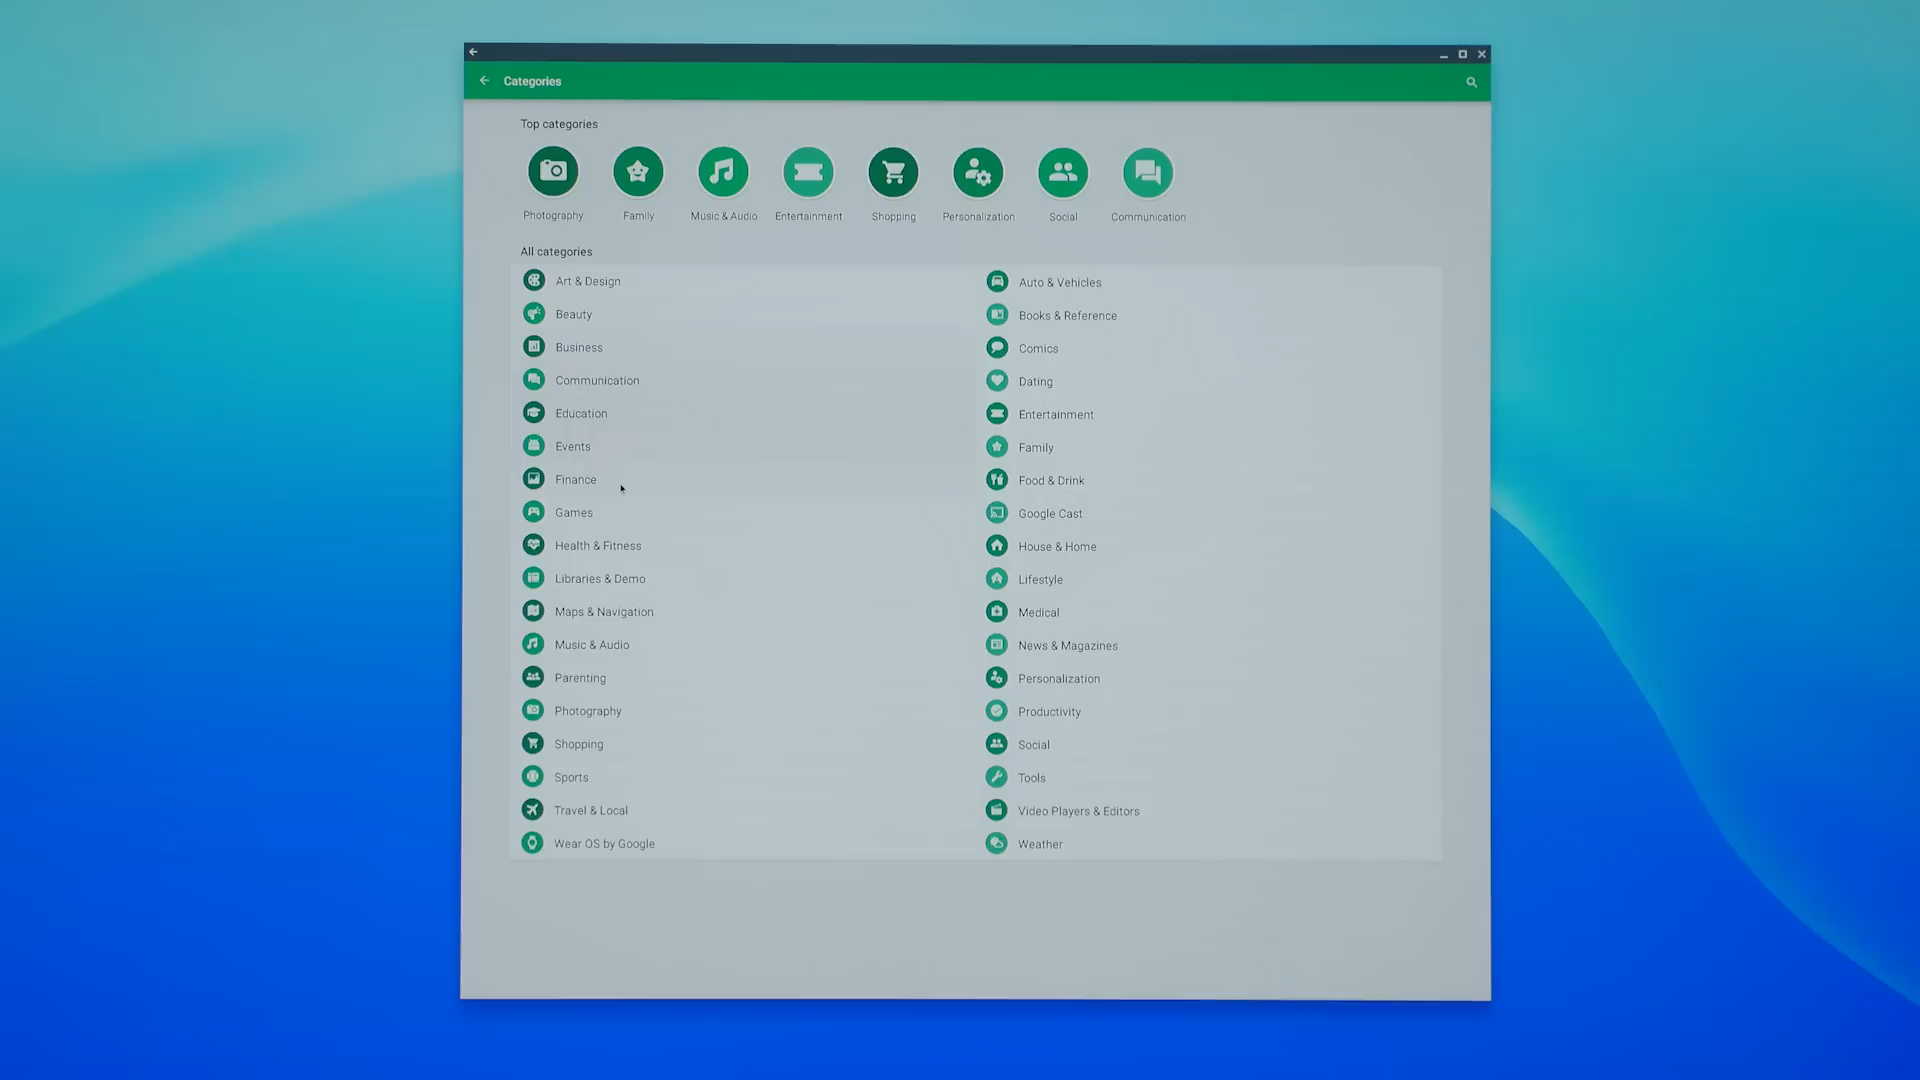 Categories
Top categories
Photography
Family
Music & Audio
Entertainment
Shopping
Personalization
Social
Communication
All categories
Art & Design
Auto & Vehicles
Beauty
Books & Reference
Business
Comics
Communication
Dating
Education
Entertainment
Events
Family
Finance
Food & Drink
Games
Google Cast
Health & Fitness
House & Home
Libraries & Demo
Lifestyle
Maps & Navigation
Medical
Music & Audio
News & Magazines
Parenting
Personalization
Photography
Productivity
Shopping
Social
Sports
Tools
Travel & Local
Video Players & Editors
Wear OS by Google
Weather